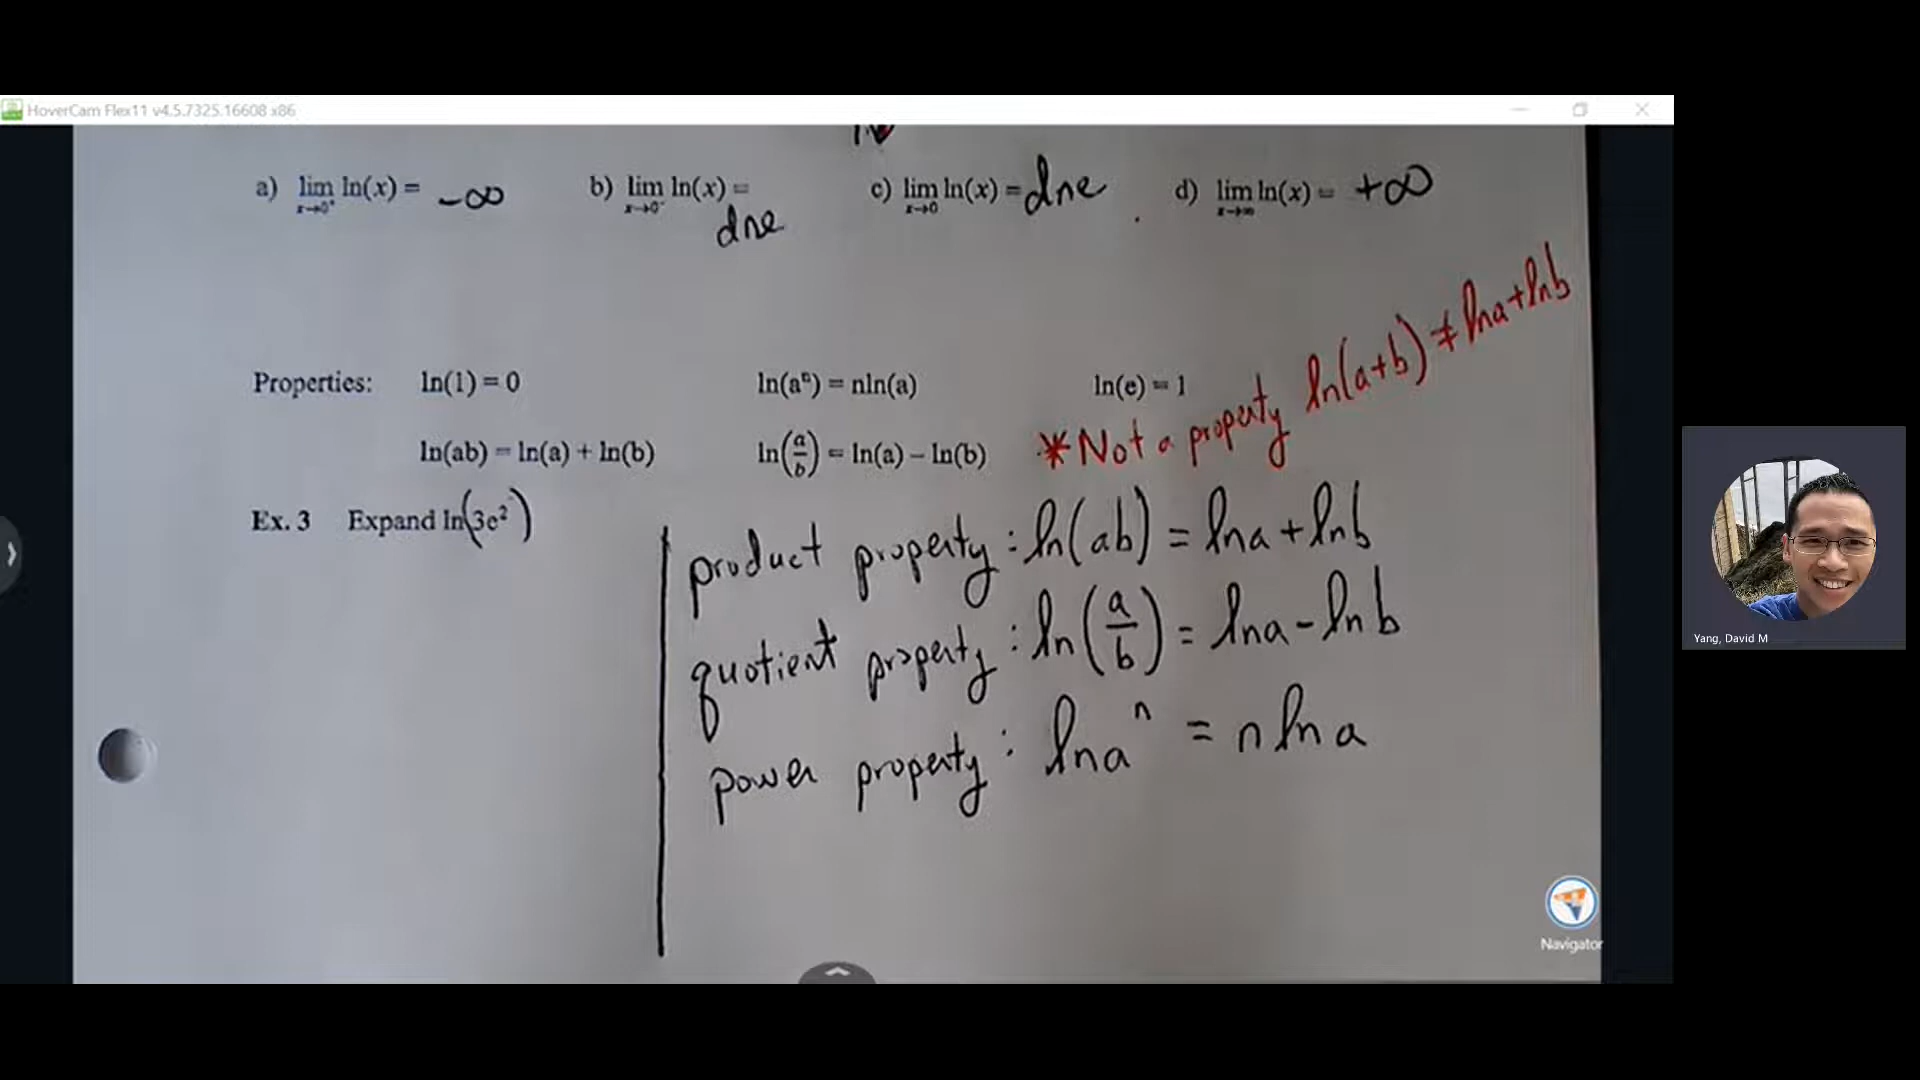 HoverCam Flex11 v4.5.7325.16608 x86
a) lim x→0⁺ ln(x) = -∞ b) lim x→0⁻ ln(x) = dne c) lim x→0 ln(x) = dne d) lim x→∞ ln(x) = +∞
*Not a property ln(a+b) ≠ lna+lnb
Properties: ln(1) = 0 ln(aⁿ) = nln(a) ln(e) = 1
ln(ab) = ln(a) + ln(b) ln(a/b) = ln(a) – ln(b)
Ex. 3 Expand ln(3e²)
product property: ln(ab) = lna + lnb
quotient property: ln(a/b) = lna - lnb
power property: lnaⁿ = n ln a
Yang, David M
Navigator